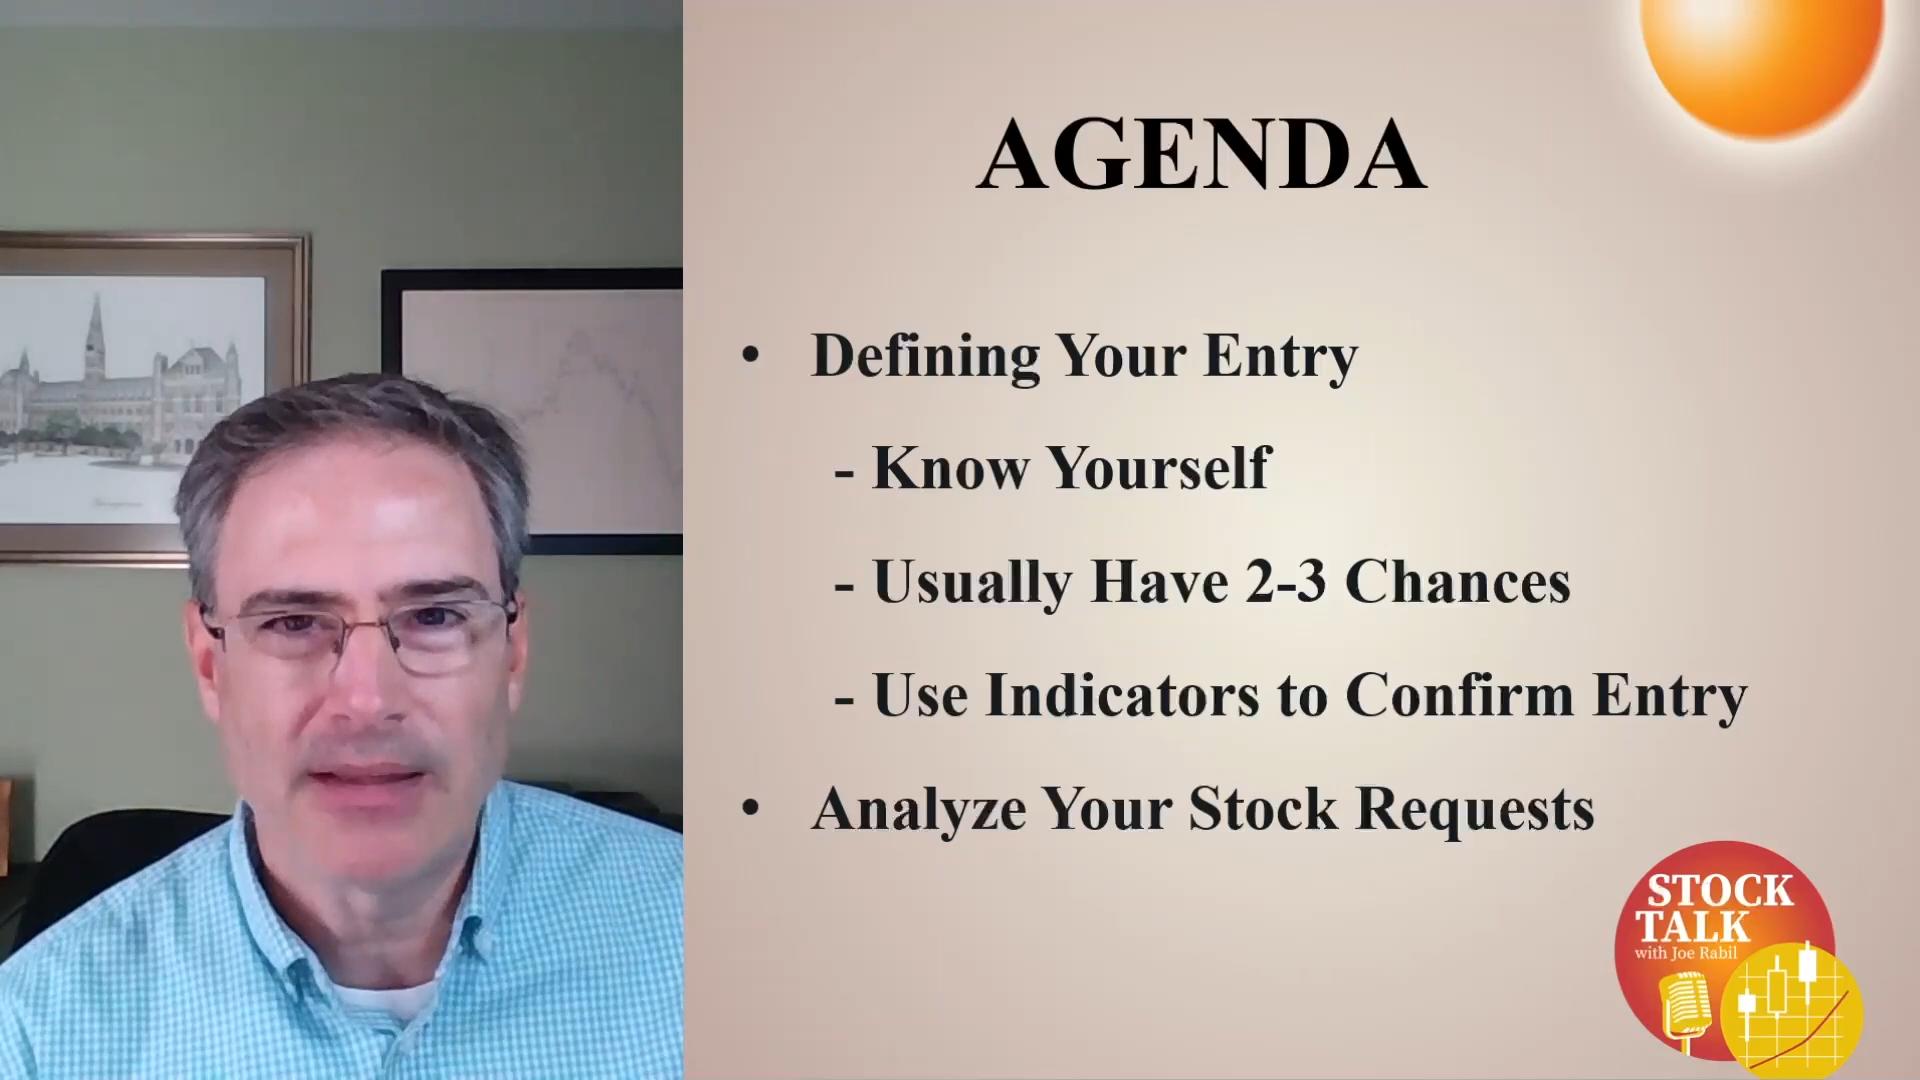 AGENDA
• Defining Your Entry
- Know Yourself
- Usually Have 2-3 Chances
- Use Indicators to Confirm Entry
• Analyze Your Stock Requests
STOCK
TALK
with Joe Rabil